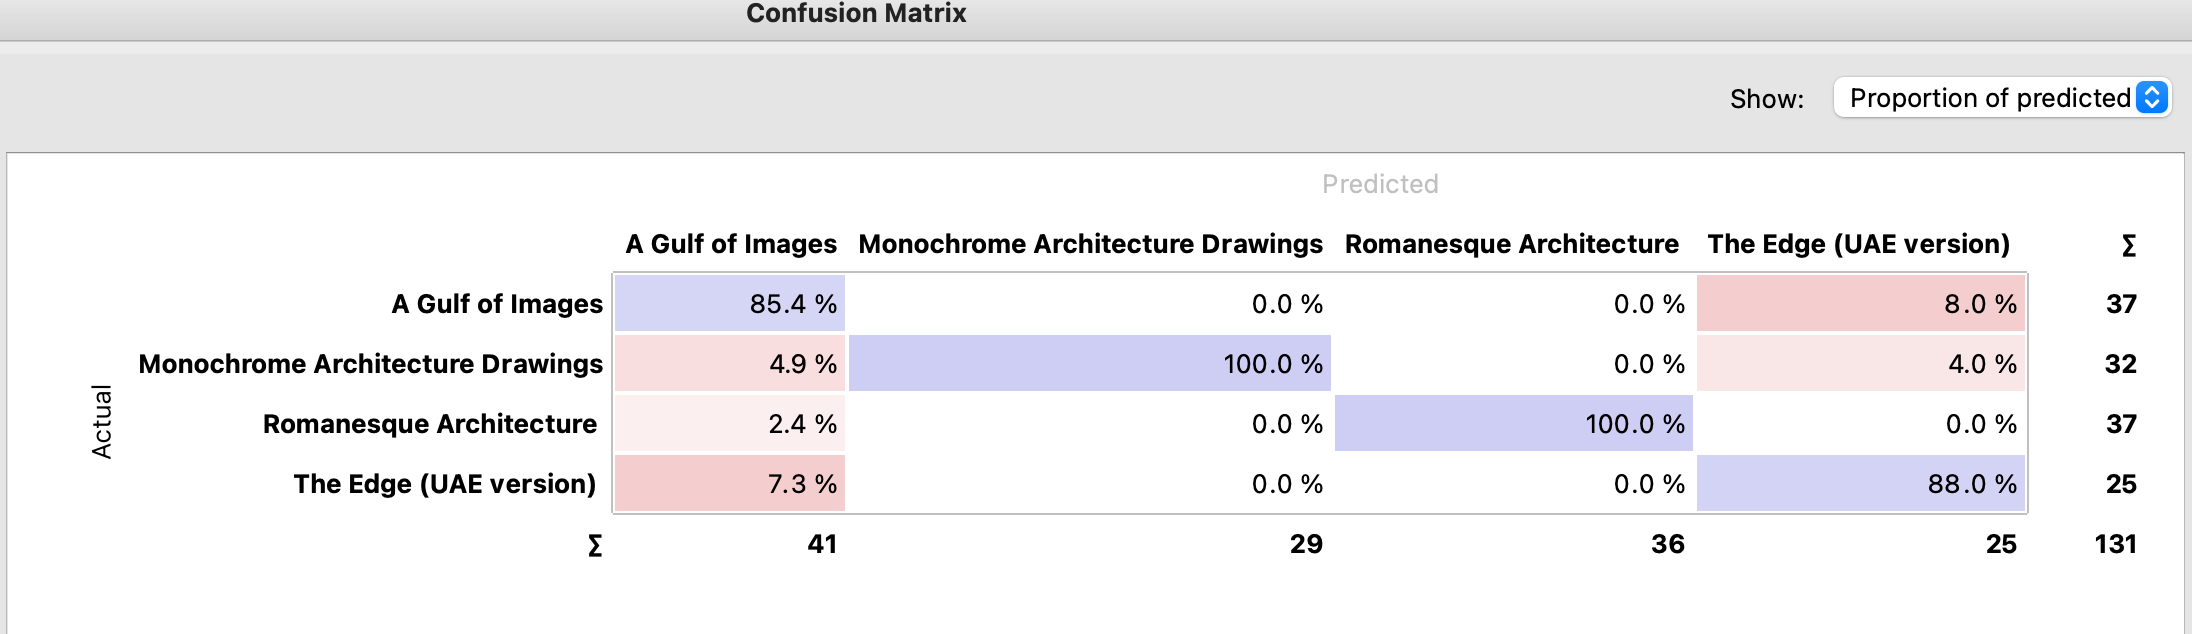 Confusion Matrix
Show: Proportion of predicted
Predicted
A Gulf of Images Monochrome Architecture Drawings Romanesque Architecture The Edge (UAE version) Σ
A Gulf of Images 85.4 % 0.0 % 0.0 % 8.0 % 37
Monochrome Architecture Drawings 4.9 % 100.0 % 0.0 % 4.0 % 32
Actual
Romanesque Architecture 2.4 % 0.0 % 100.0 % 0.0 % 37
The Edge (UAE version) 7.3 % 0.0 % 0.0 % 88.0 % 25
Σ 41 29 36 25 131